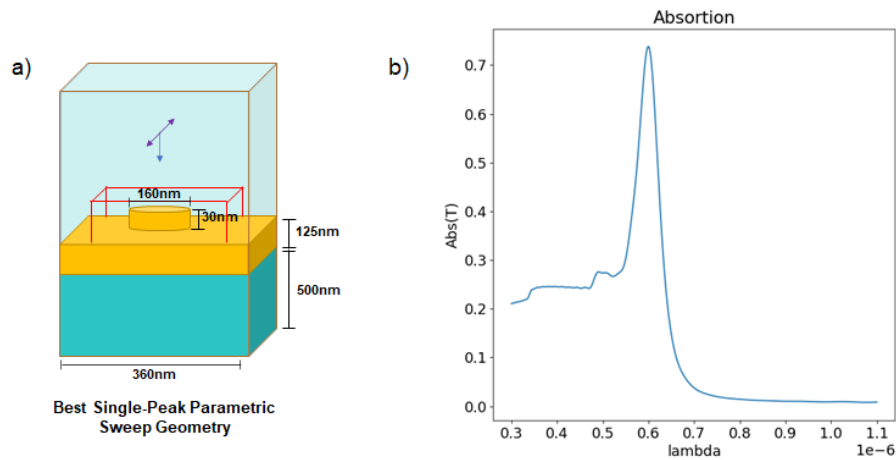 a)
160nm
30nm
125nm
500nm
360nm
Best Single-Peak Parametric
Sweep Geometry
b)
Absortion
Abs(T)
0.7
0.6
0.5
0.4
0.3
0.2
0.1
0.0
0.3 0.4 0.5 0.6 0.7 0.8 0.9 1.0 1.1
lambda
1e−6